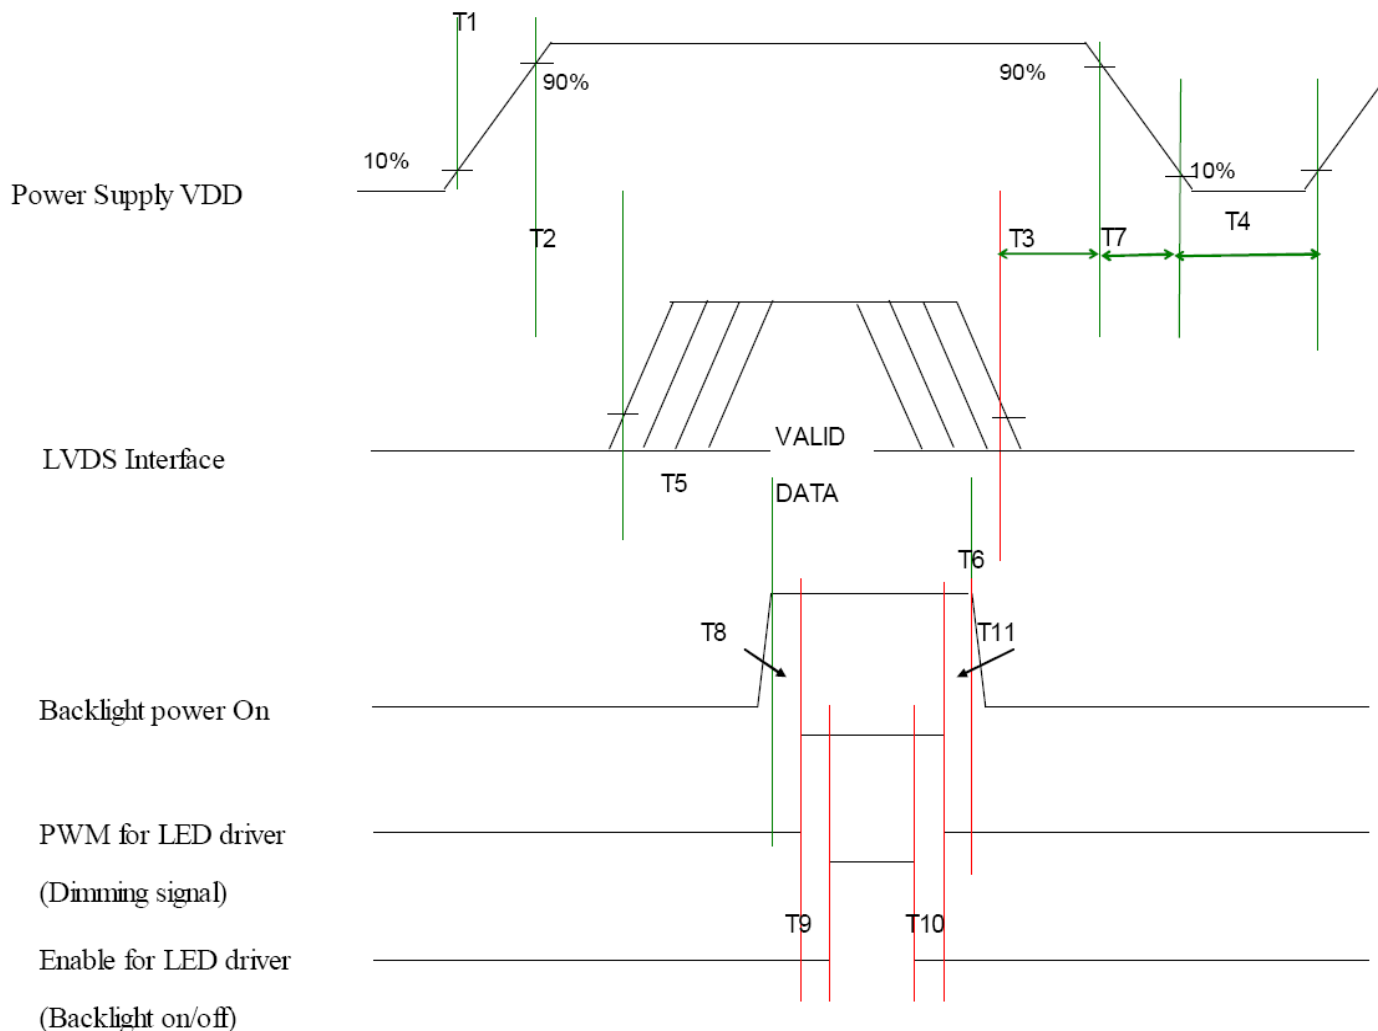 T1
90%
90%
10%
10%
Power Supply VDD
T4
T2
T3
T7
VALID
LVDS Interface
T5
DATA
T6
T8
T11
Backlight power On
PWM for LED driver
(Dimming signal)
T9
T10
Enable for LED driver
(Backlight on/off)